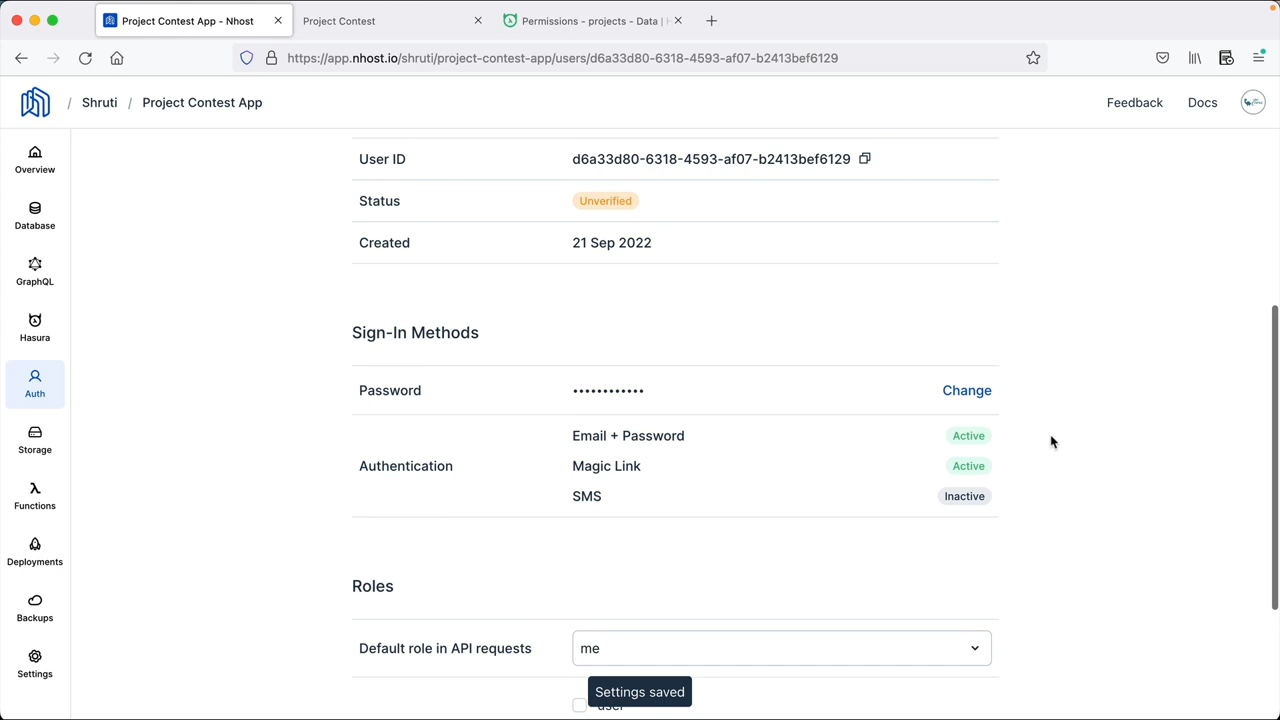 Project Contest App - Nhost
Project Contest
Permissions - projects - Data |
https://app.nhost.io/shruti/project-contest-app/users/d6a33d80-6318-4593-af07-b2413bef6129
/ Shruti / Project Contest App
Feedback
Docs
Overview
Database
GraphQL
Hasura
Auth
Storage
Functions
Deployments
Backups
Settings
User ID
d6a33d80-6318-4593-af07-b2413bef6129
Status
Unverified
Created
21 Sep 2022
Sign-In Methods
Password
••••••••••••
Change
Authentication
Email + Password
Active
Magic Link
Active
SMS
Inactive
Roles
Default role in API requests
me
Settings saved
user